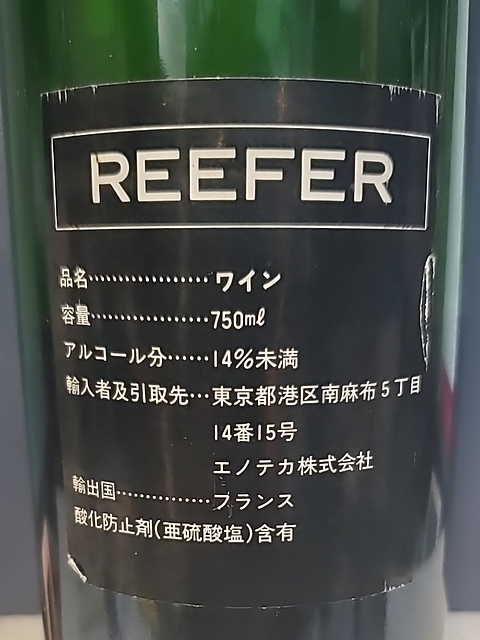 REEFER
品名‥‥‥‥‥‥‥ワイン
容量‥‥‥‥‥‥‥750㎖
アルコール分‥‥‥14%未満
輸入者及引取先‥‥東京都港区南麻布5丁目
14番15号
エノテカ株式会社
輸出国‥‥‥‥‥‥フランス
酸化防止剤(亜硫酸塩)含有